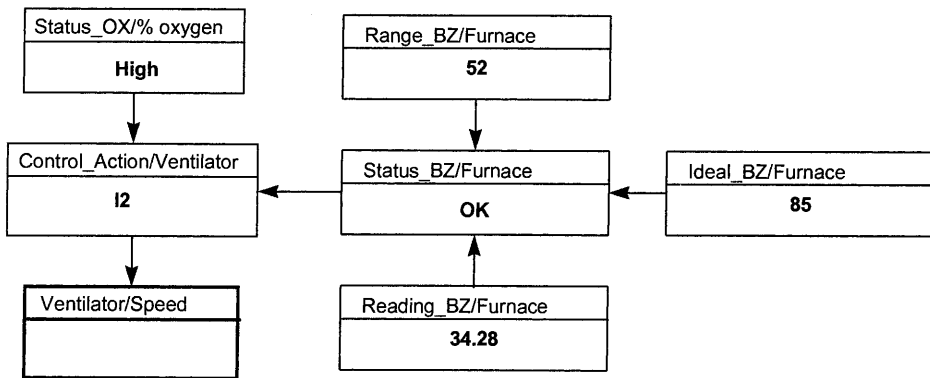 Status_OX/% oxygen
High
Range_BZ/Furnace
52
Control_Action/Ventilator
I2
Status_BZ/Furnace
OK
Ideal_BZ/Furnace
85
Ventilator/Speed
Reading_BZ/Furnace
34.28